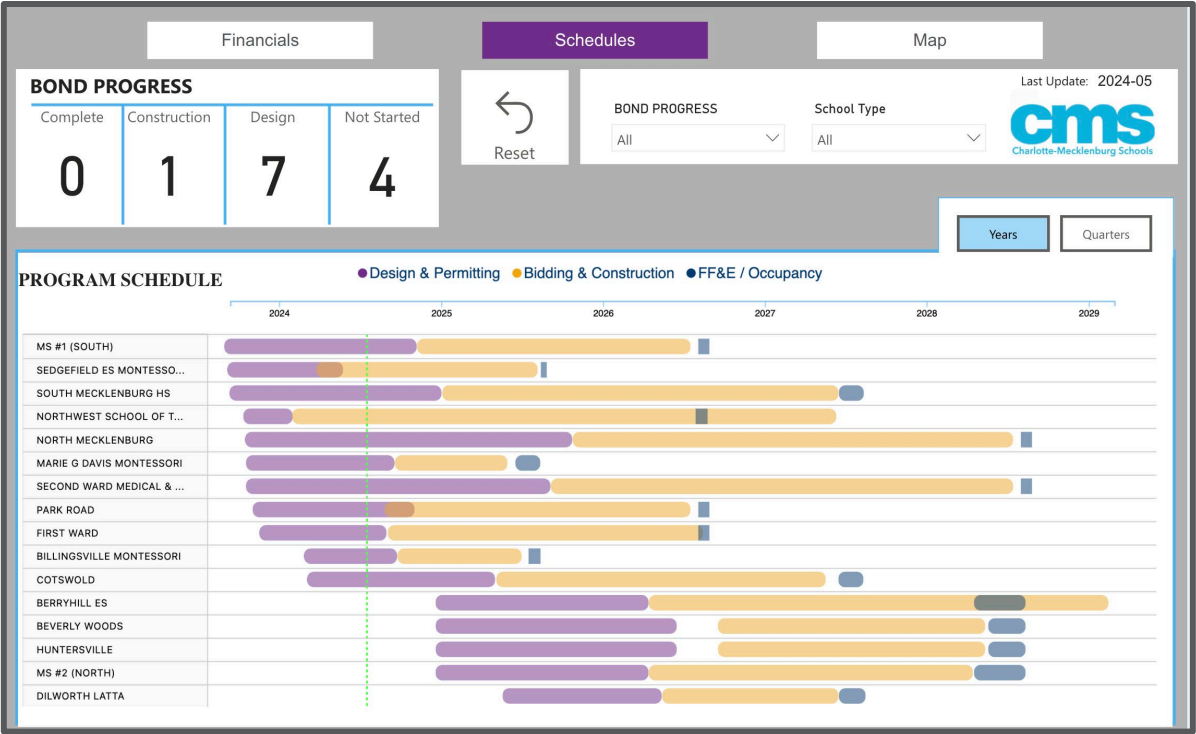 Financials
Schedules
Map
BOND PROGRESS
Complete
Construction
Design
Not Started
0
1
7
4
Reset
BOND PROGRESS
All
School Type
All
Last Update: 2024-05
cms
Charlotte-Mecklenburg Schools
Years
Quarters
PROGRAM SCHEDULE
Design & Permitting
Bidding & Construction
FF&E / Occupancy
2024
2025
2026
2027
2028
2029
MS #1 (SOUTH)
SEDGEFIELD ES MONTESSO...
SOUTH MECKLENBURG HS
NORTHWEST SCHOOL OF T...
NORTH MECKLENBURG
MARIE G DAVIS MONTESSORI
SECOND WARD MEDICAL & ...
PARK ROAD
FIRST WARD
BILLINGSVILLE MONTESSORI
COTSWOLD
BERRYHILL ES
BEVERLY WOODS
HUNTERSVILLE
MS #2 (NORTH)
DILWORTH LATTA